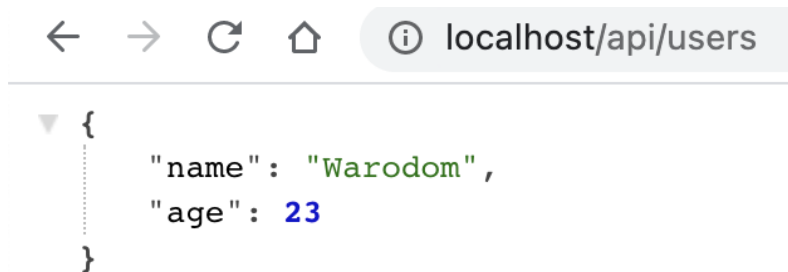 localhost/api/users
{
"name": "Warodom",
"age": 23
}